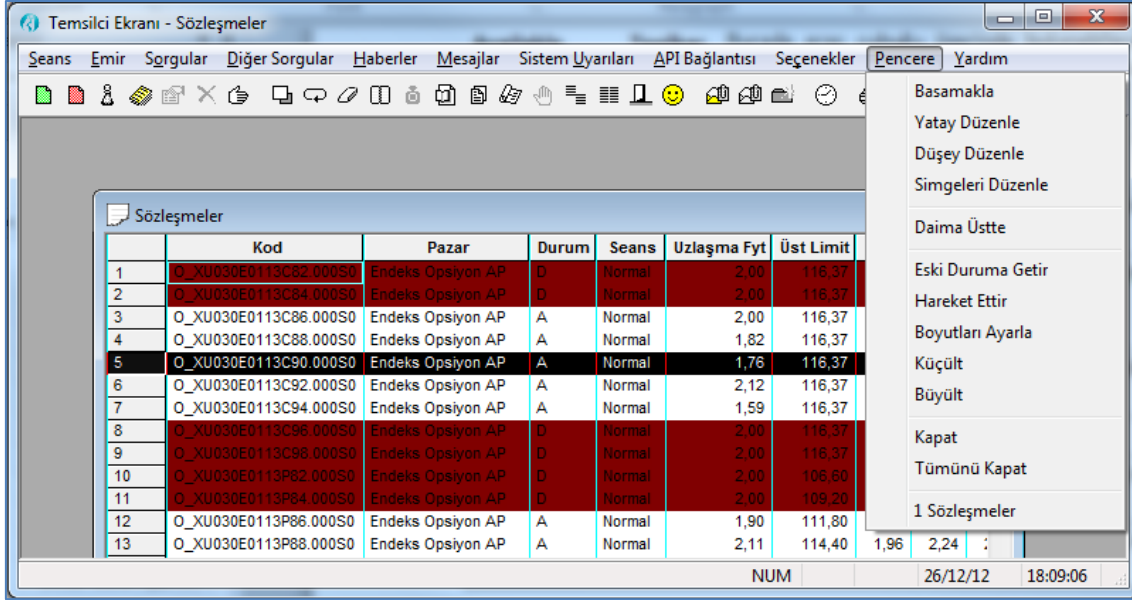 Temsilci Ekranı - Sözleşmeler
Seans Emir Sorgular Diğer Sorgular Haberler Mesajlar Sistem Uyarıları API Bağlantısı Seçenekler Pencere Yardım
Basamakla
Yatay Düzenle
Düşey Düzenle
Simgeleri Düzenle
Daima Üstte
Eski Duruma Getir
Hareket Ettir
Boyutları Ayarla
Küçült
Büyült
Kapat
Tümünü Kapat
1 Sözleşmeler
Sözleşmeler
Kod Pazar Durum Seans Uzlaşma Fyt Üst Limit
1 O_XU030E0113C82.000S0 Endeks Opsiyon AP D Normal 2,00 116,37
2 O_XU030E0113C84.000S0 Endeks Opsiyon AP D Normal 2,00 116,37
3 O_XU030E0113C86.000S0 Endeks Opsiyon AP A Normal 2,00 116,37
4 O_XU030E0113C88.000S0 Endeks Opsiyon AP A Normal 1,82 116,37
5 O_XU030E0113C90.000S0 Endeks Opsiyon AP A Normal 1,76 116,37
6 O_XU030E0113C92.000S0 Endeks Opsiyon AP A Normal 2,12 116,37
7 O_XU030E0113C94.000S0 Endeks Opsiyon AP A Normal 1,59 116,37
8 O_XU030E0113C96.000S0 Endeks Opsiyon AP D Normal 2,00 116,37
9 O_XU030E0113C98.000S0 Endeks Opsiyon AP D Normal 2,00 116,37
10 O_XU030E0113P82.000S0 Endeks Opsiyon AP D Normal 2,00 106,60
11 O_XU030E0113P84.000S0 Endeks Opsiyon AP D Normal 2,00 109,20
12 O_XU030E0113P86.000S0 Endeks Opsiyon AP A Normal 1,90 111,80
13 O_XU030E0113P88.000S0 Endeks Opsiyon AP A Normal 2,11 114,40 1,96 2,24
NUM 26/12/12 18:09:06